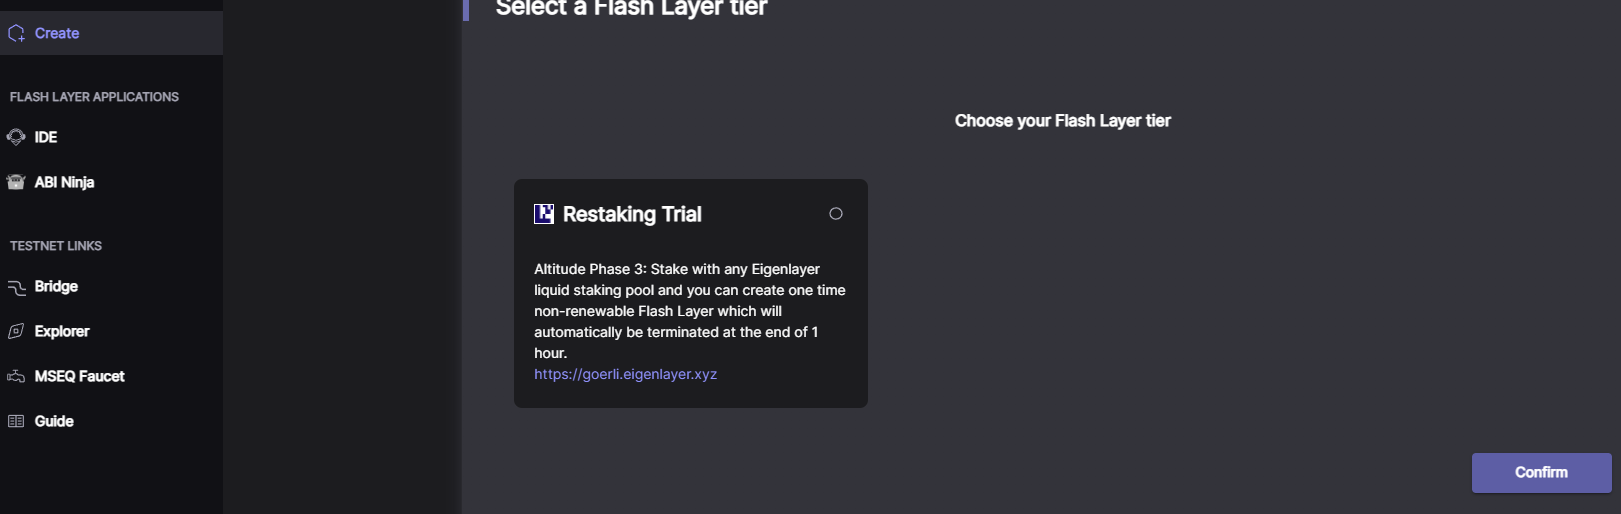 Select a Flash Layer tier
Create
FLASH LAYER APPLICATIONS
IDE
ABI Ninja
TESTNET LINKS
Bridge
Explorer
MSEQ Faucet
Guide
Choose your Flash Layer tier
Restaking Trial
Altitude Phase 3: Stake with any Eigenlayer
liquid staking pool and you can create one time
non-renewable Flash Layer which will
automatically be terminated at the end of 1
hour.
https://goerli.eigenlayer.xyz
Confirm